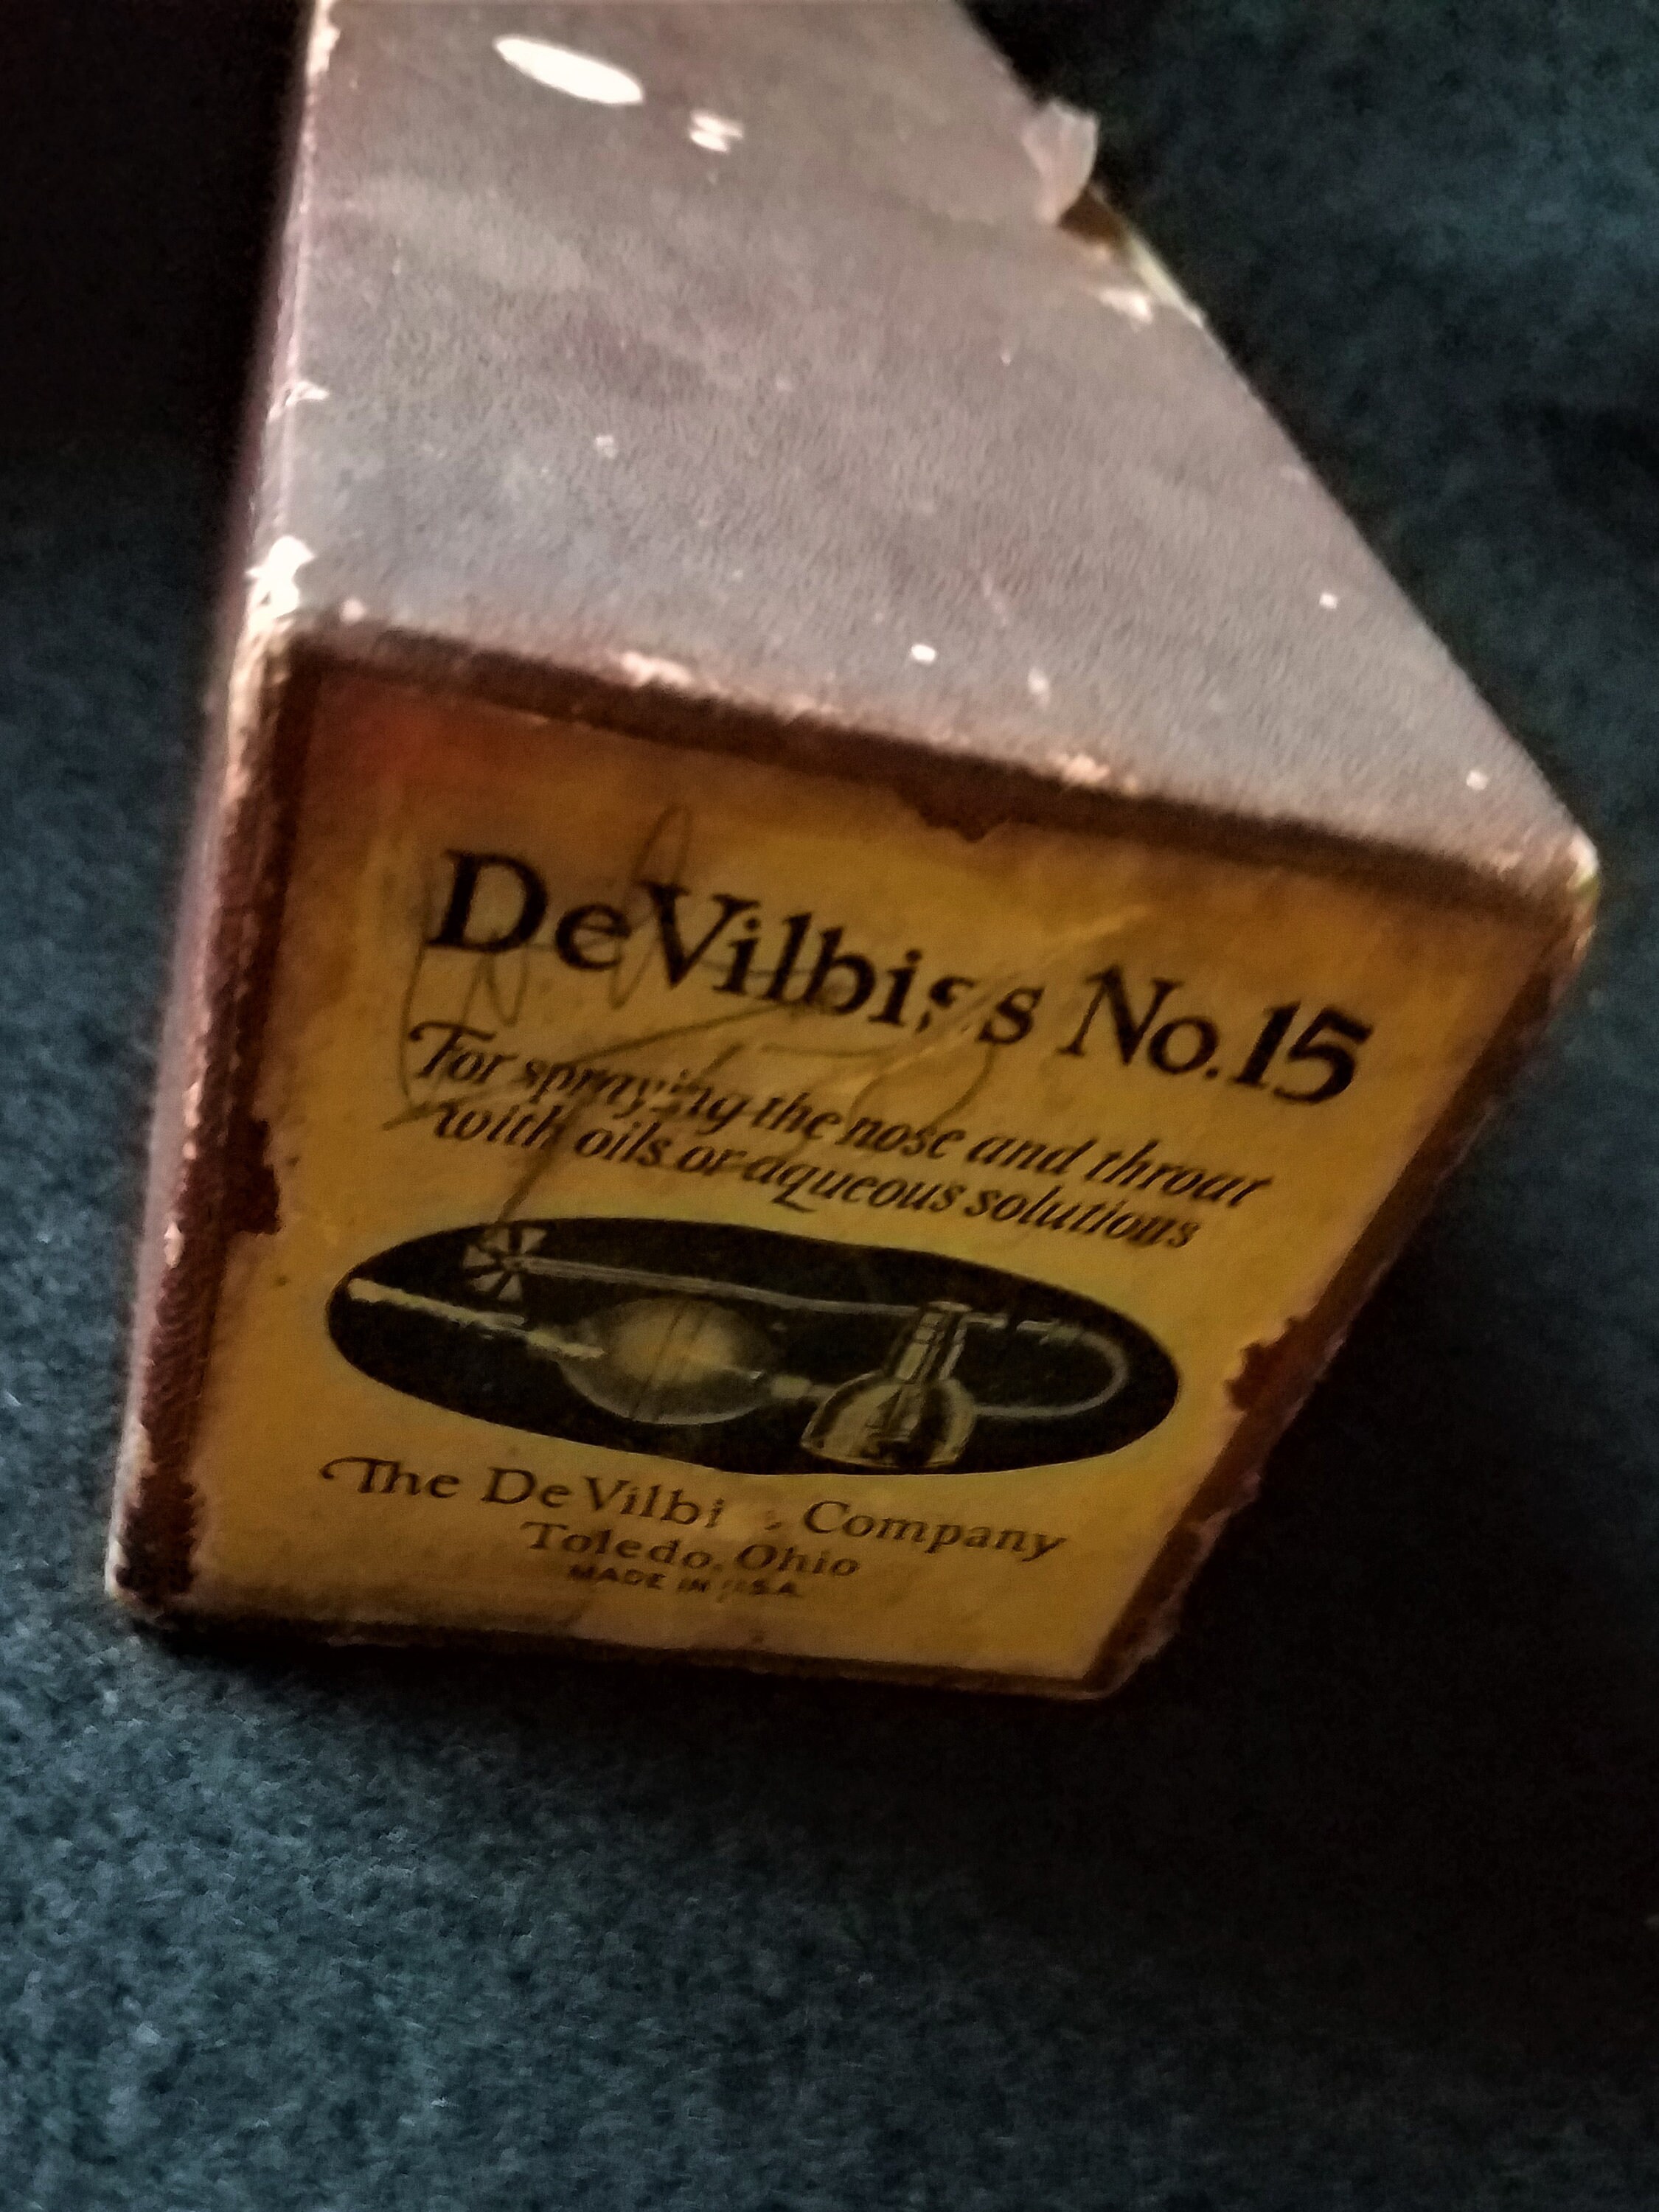 DeVilbiss No. 15
For spraying the nose and throat
with oils or aqueous solutions
The DeVilbi Company
Toledo, Ohio
MADE IN U.S.A.